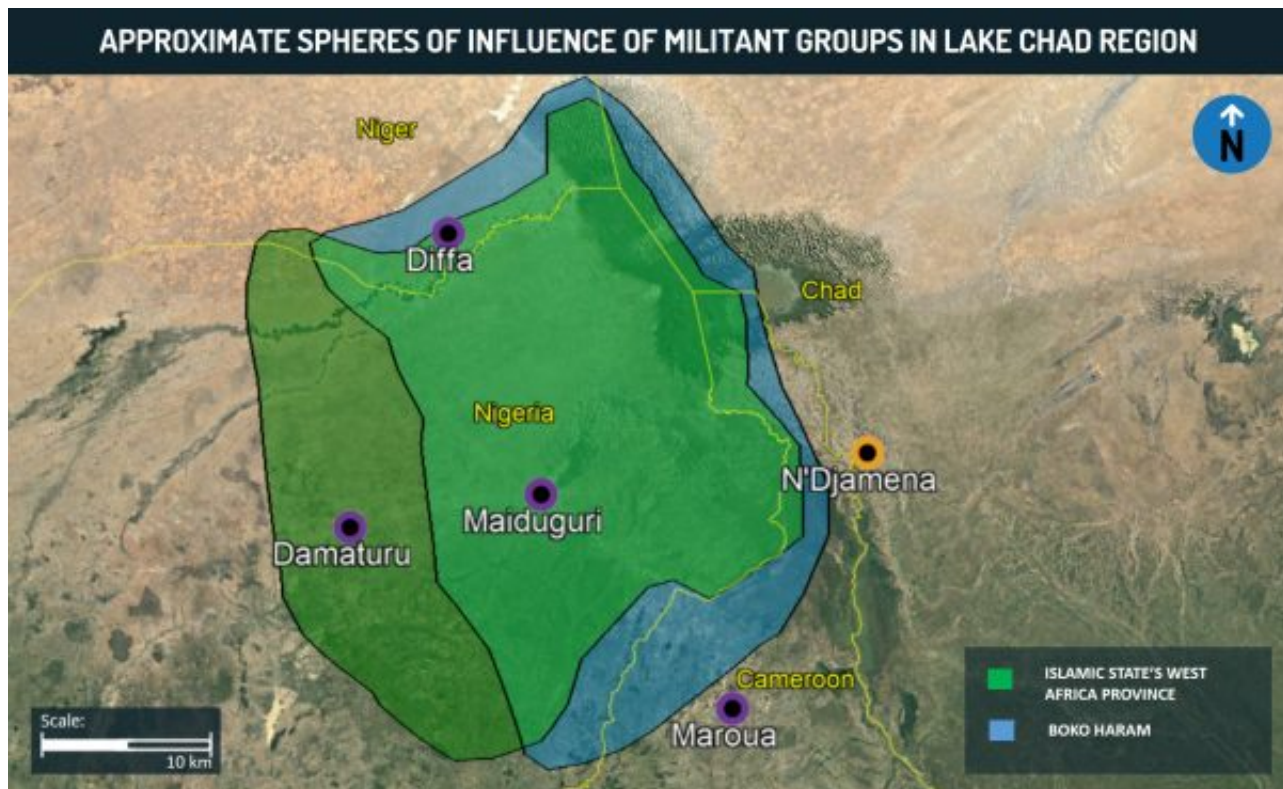 APPROXIMATE SPHERES OF INFLUENCE OF MILITANT GROUPS IN LAKE CHAD REGION
Niger
N
Diffa
Chad
Nigeria
N'Djamena
Maiduguri
Damaturu
Cameroon
Maroua
Scale:
10 km
ISLAMIC STATE'S WEST
AFRICA PROVINCE
BOKO HARAM